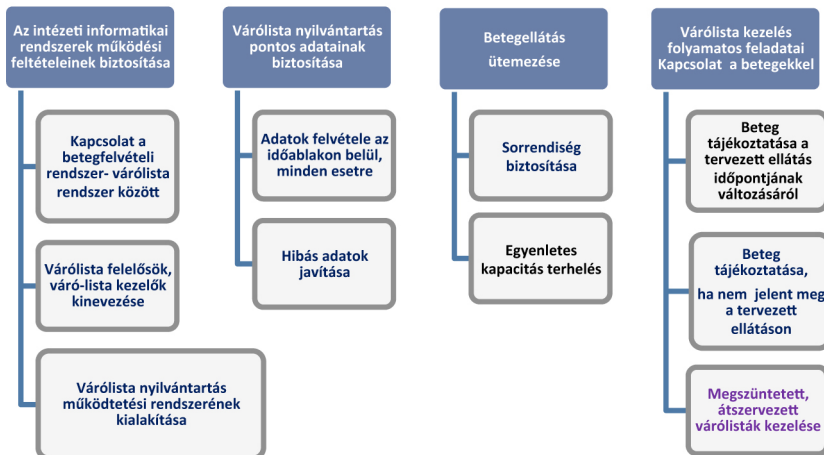 Az intézeti informatikai
rendszerek működési
feltételeinek biztosítása
Kapcsolat a
betegfelvételi
rendszer- várólista
rendszer között
Várólista felelősök,
váró-lista kezelők
kinevezése
Várólista nyilvántartás
működtetési rendszerének
kialakítása
Várólista nyilvántartás
pontos adatainak
biztosítása
Adatok felvétele az
időablakon belül,
minden esetre
Hibás adatok
javítása
Betegellátás
ütemezése
Sorrendiség
biztosítása
Egyenletes
kapacitás terhelés
Várólista kezelés
folyamatos feladatai
Kapcsolat a betegekkel
Beteg
tájékoztatása a
tervezett ellátás
időpontjának
változásáról
Beteg
tájékoztatása,
ha nem jelent meg
a tervezett
ellátáson
Megszüntetett,
átszervezett
várólisták kezelése